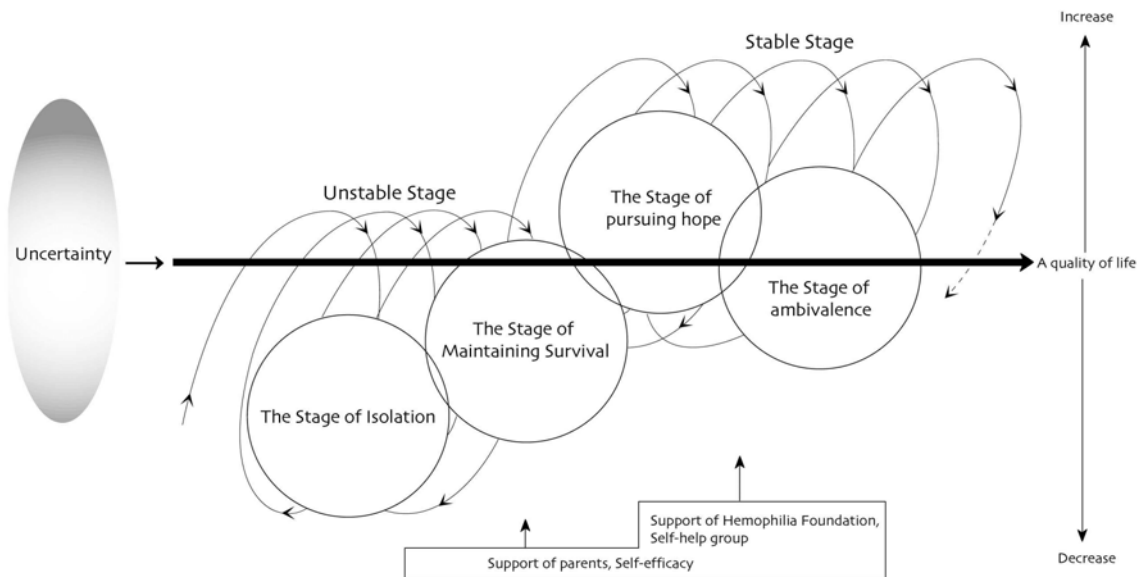 Increase
Stable Stage
Unstable Stage
The Stage of
pursuing hope
Uncertainty
A quality of life
The Stage of
ambivalence
The Stage of
Maintaining Survival
The Stage of Isolation
Support of Hemophilia Foundation,
Self-help group
Support of parents, Self-efficacy
Decrease